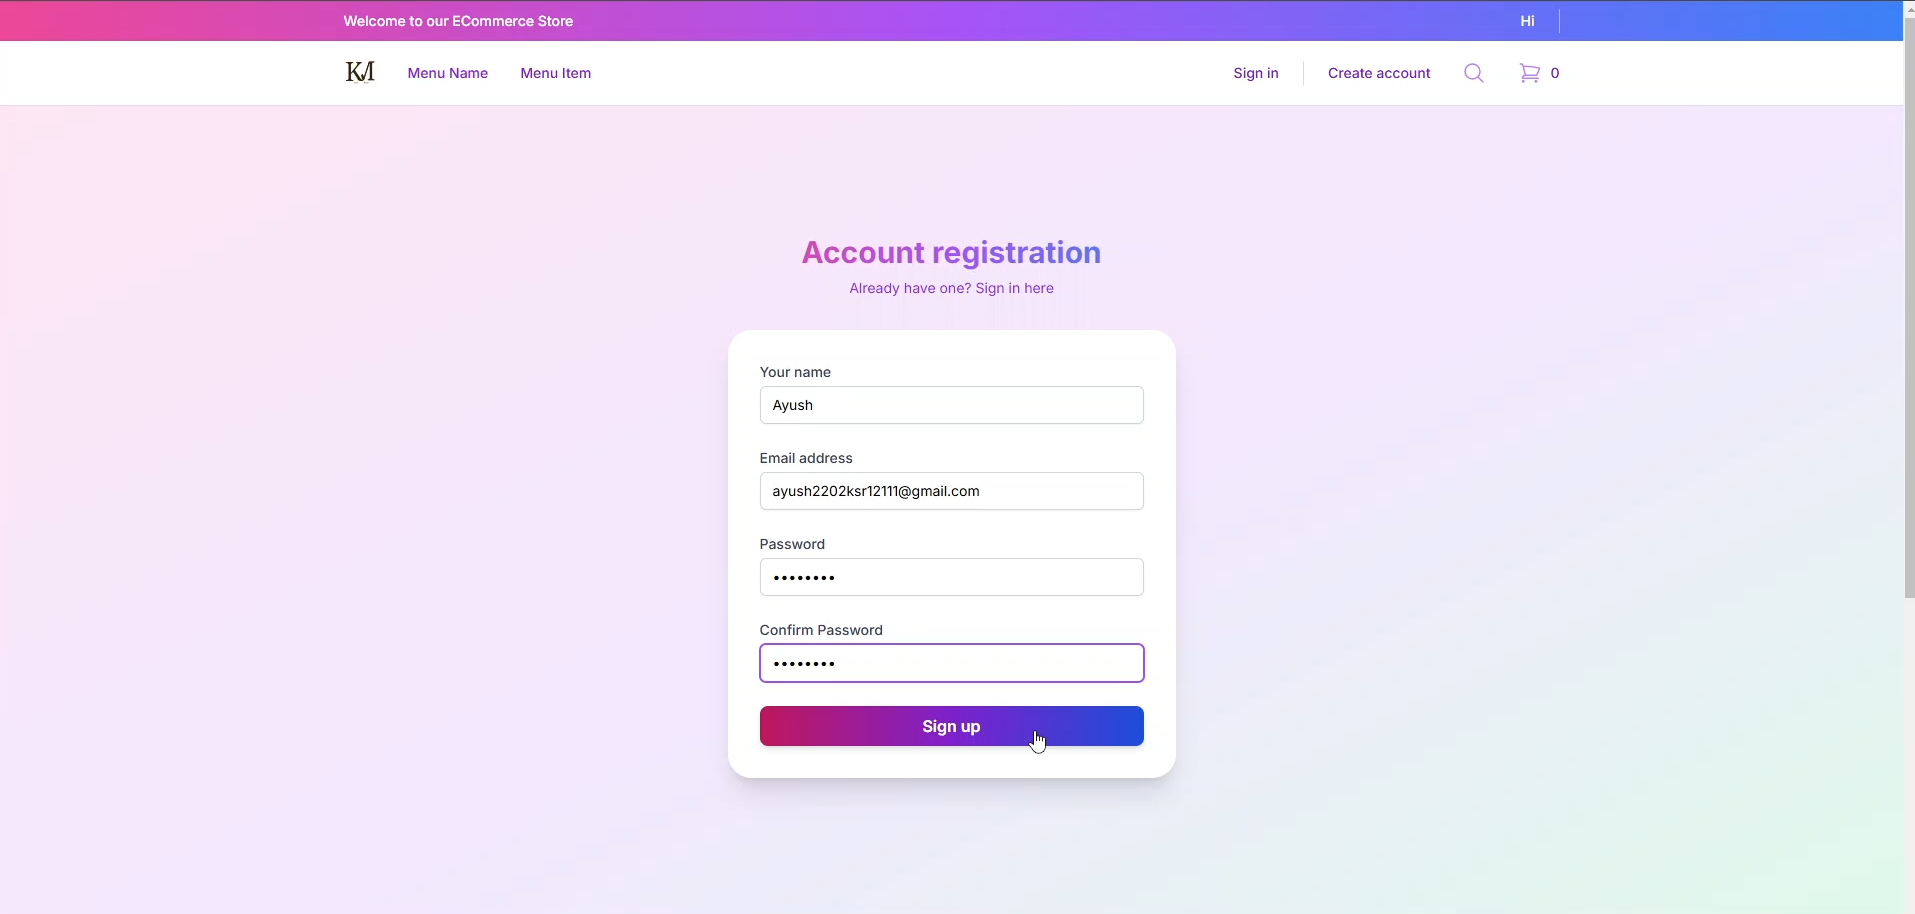 Welcome to our ECommerce Store
Hi
KM
Menu Name
Menu Item
Sign in
Create account
0
Account registration
Already have one? Sign in here
Your name
Ayush
Email address
ayush2202ksr12111@gmail.com
Password
••••••••
Confirm Password
••••••••
Sign up